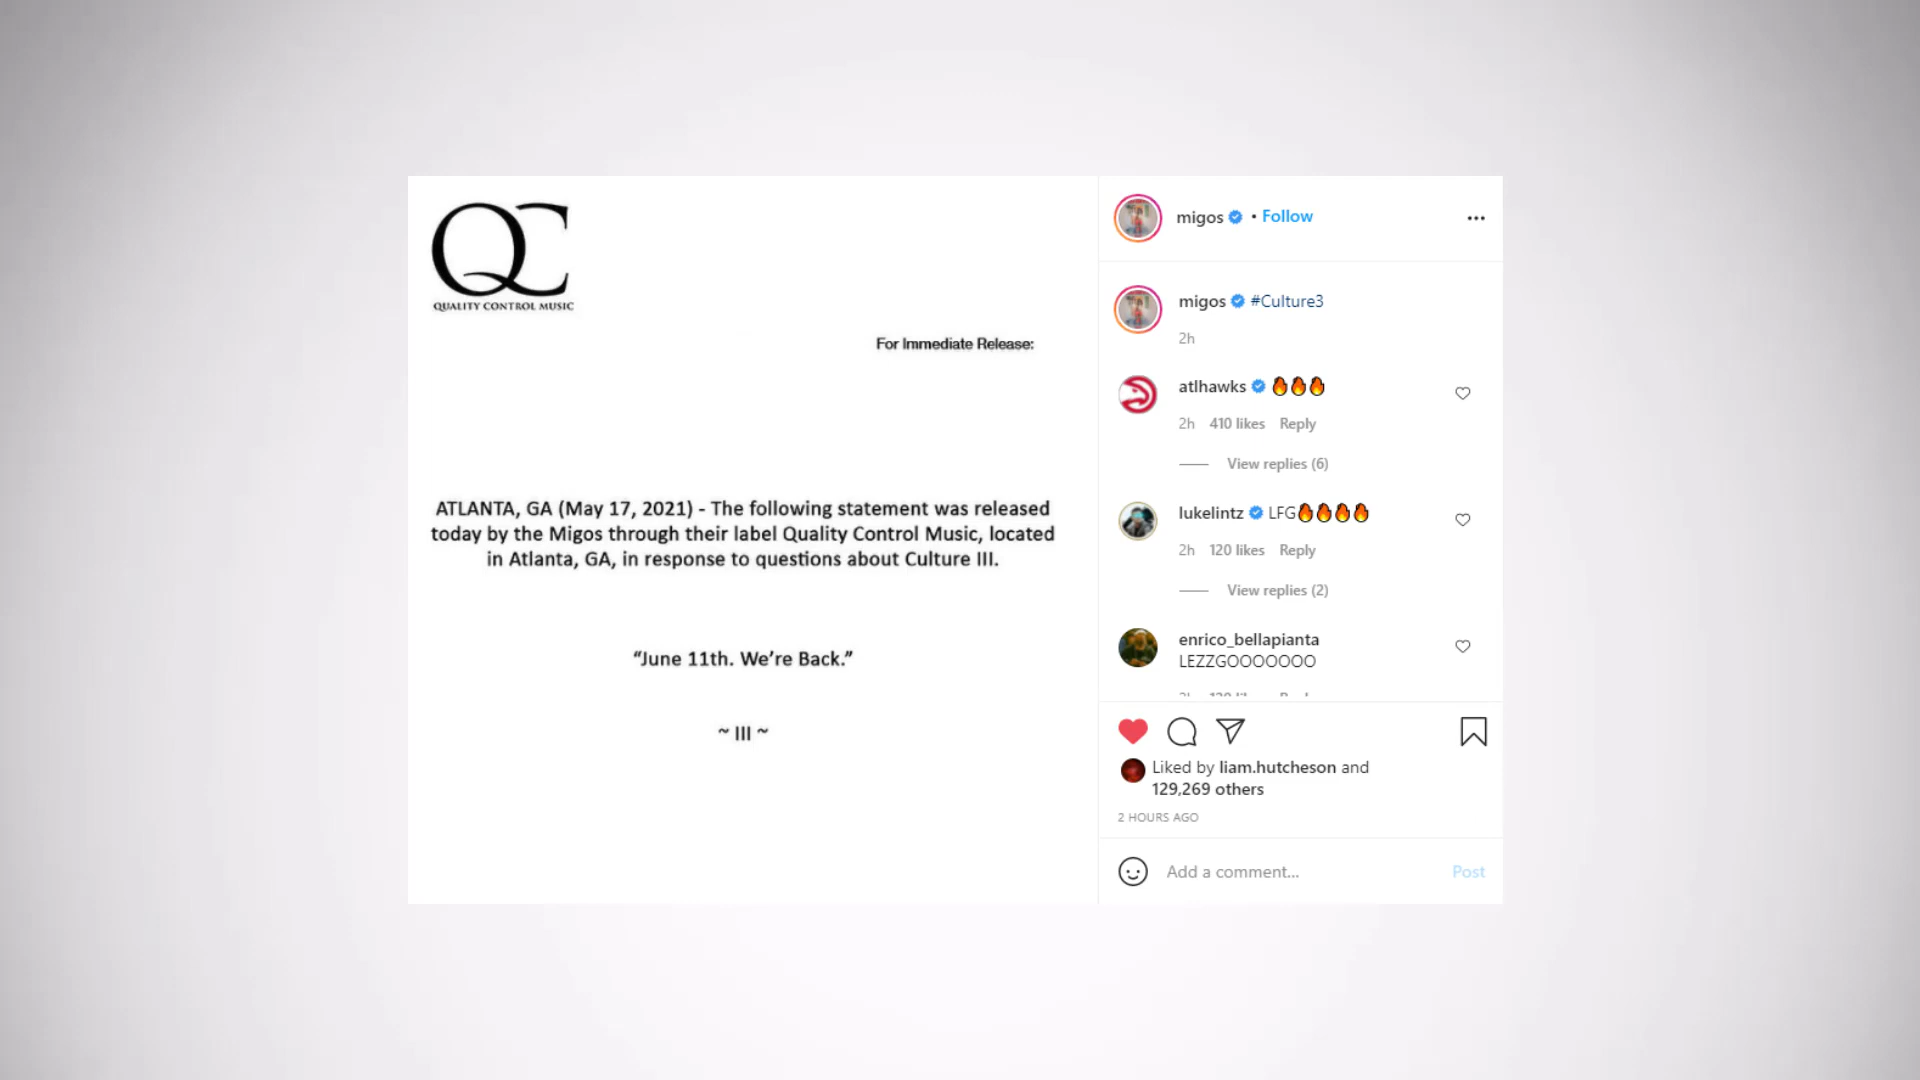 QC
QUALITY CONTROL MUSIC
For Immediate Release:
ATLANTA, GA (May 17, 2021) - The following statement was released
today by the Migos through their label Quality Control Music, located
in Atlanta, GA, in response to questions about Culture III.
“June 11th. We’re Back.”
~ III ~
migos • Follow
migos #Culture3
2h
atlhawks 🔥🔥🔥
2h 410 likes Reply
View replies (6)
lukelintz LFG🔥🔥🔥🔥
2h 120 likes Reply
View replies (2)
enrico_bellapianta
LEZZGOOOOOOO
Liked by liam.hutcheson and
129,269 others
2 HOURS AGO
Add a comment...
Post